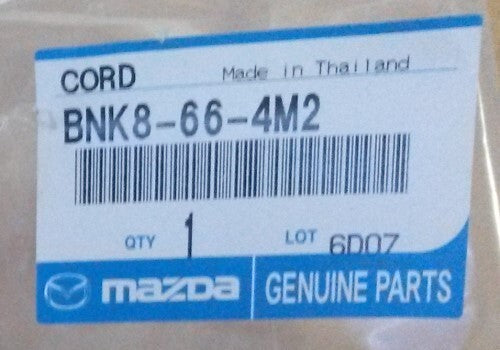 CORD Made in Thailand
BNK8-66-4M2
QTY 1 LOT 6D07
mazda GENUINE PARTS